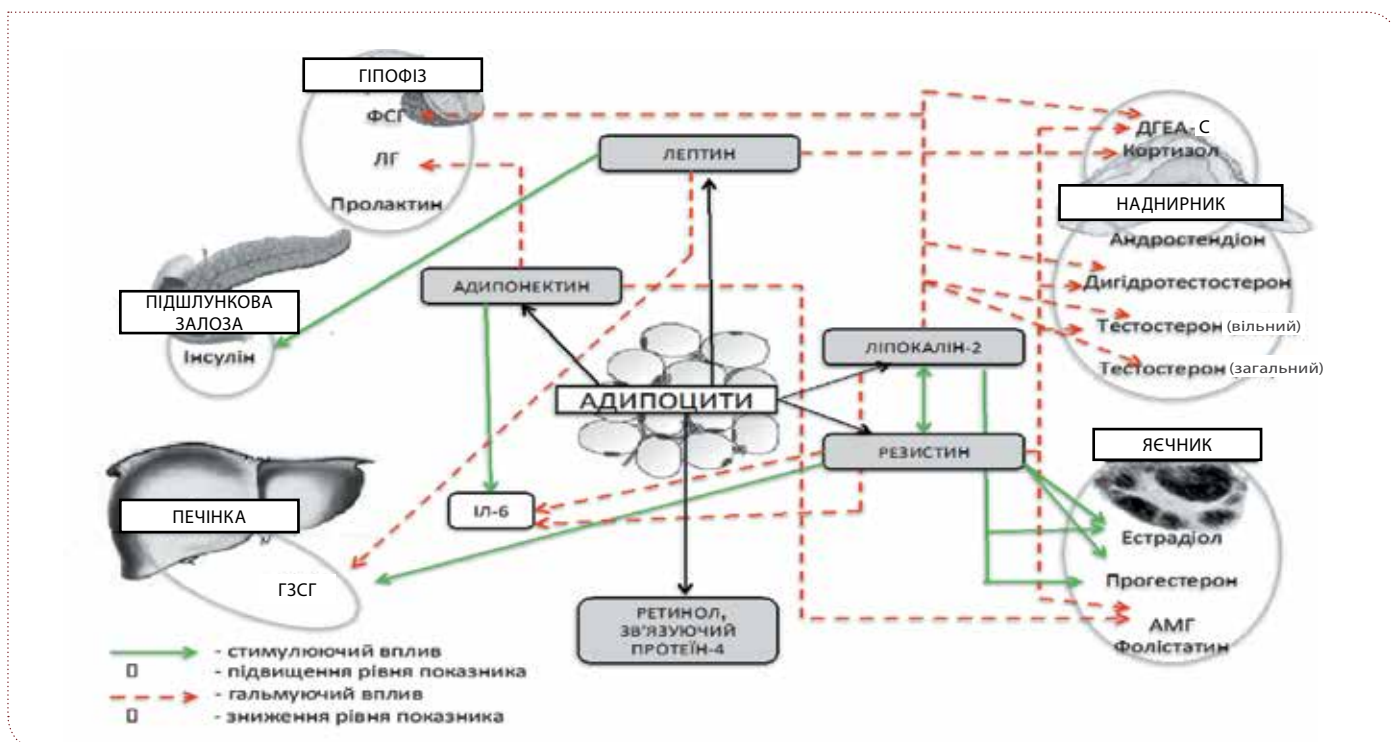 ГІПОФІЗ
ФСГ
ЛГ
Пролактин
ЛЕПТИН
ДГЕА-С
Кортизол
НАДНИРНИК
Андростендіон
Дигідротестостерон
Тестостерон (вільний)
Тестостерон (загальний)
ПІДШЛУНКОВА
ЗАЛОЗА
Інсулін
АДИПОНЕКТИН
ЛІПОКАЛІН-2
АДИПОЦИТИ
РЕЗИСТИН
ЯЄЧНИК
Естрадіол
Прогестерон
АМГ
Фолістатин
ПЕЧІНКА
ГЗСГ
ІЛ-6
РЕТИНОЛ,
ЗВ'ЯЗУЮЧИЙ
ПРОТЕЇН-4
- стимулюючий вплив
- підвищення рівня показника
- гальмуючий вплив
- зниження рівня показника